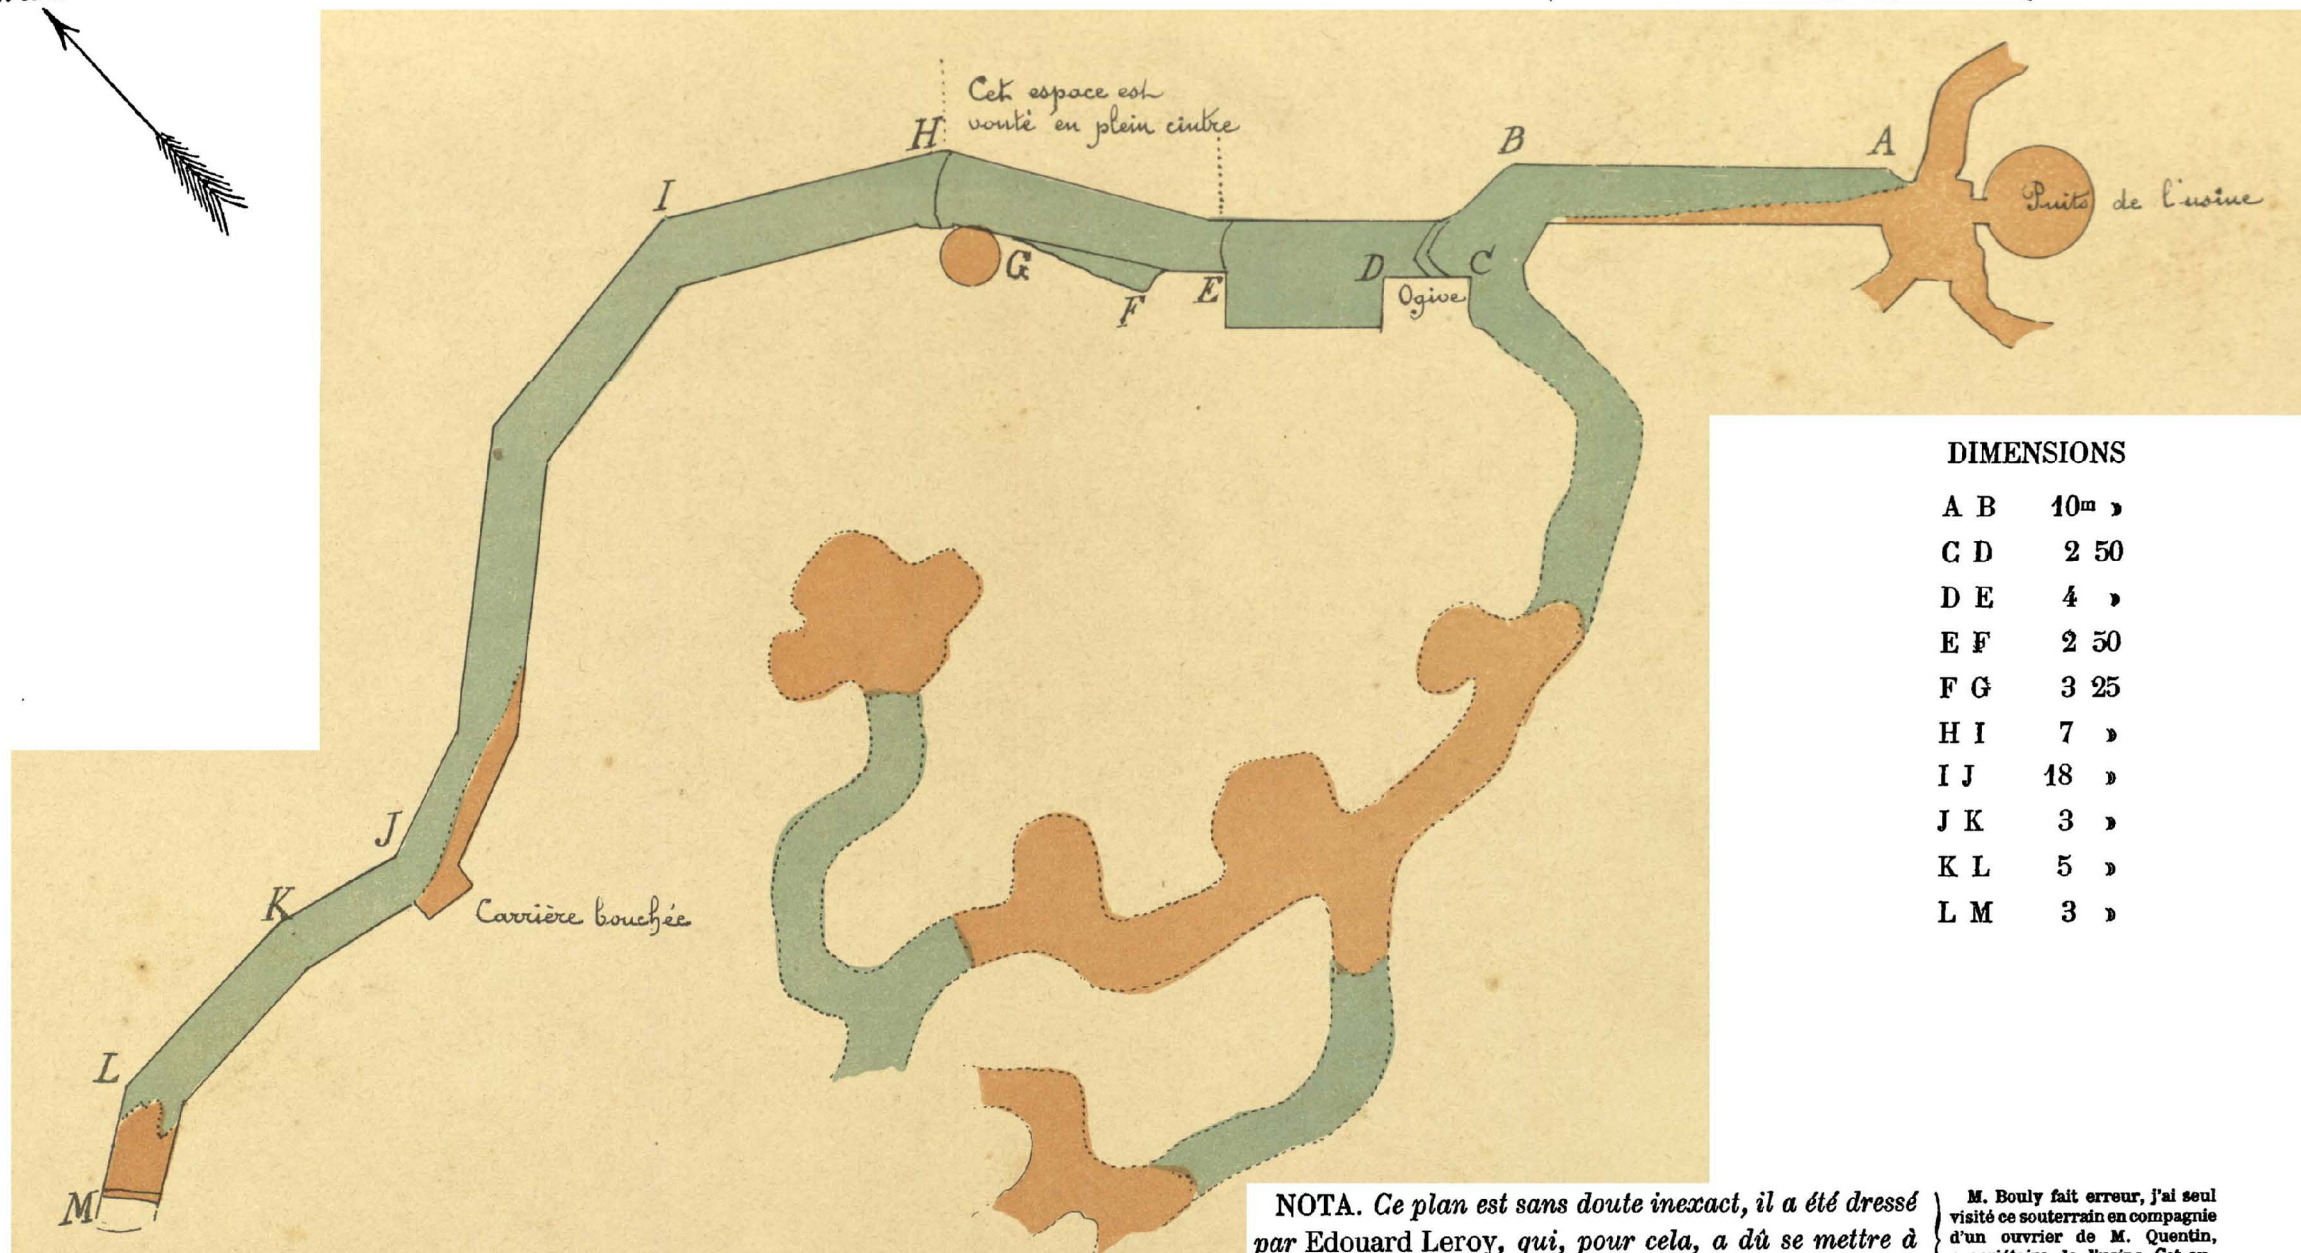 Cet espace est
vouté en plein cintre
H
B
A
I
Puits de l'usine
G
D
C
E
Ogive
F
DIMENSIONS
A B 10m »
C D 2 50
D E 4 »
E F 2 50
F G 3 25
H I 7 »
I J 18 »
J K 3 »
K L 5 »
L M 3 »
J
K
Carrière bouchée
L
M
NOTA. Ce plan est sans doute inexact, il a été dressé
par Edouard Leroy, qui, pour cela, a dû se mettre à
M. Bouly fait erreur, j'ai seul
visité ce souterrain en compagnie
d'un ouvrier de M. Quentin,